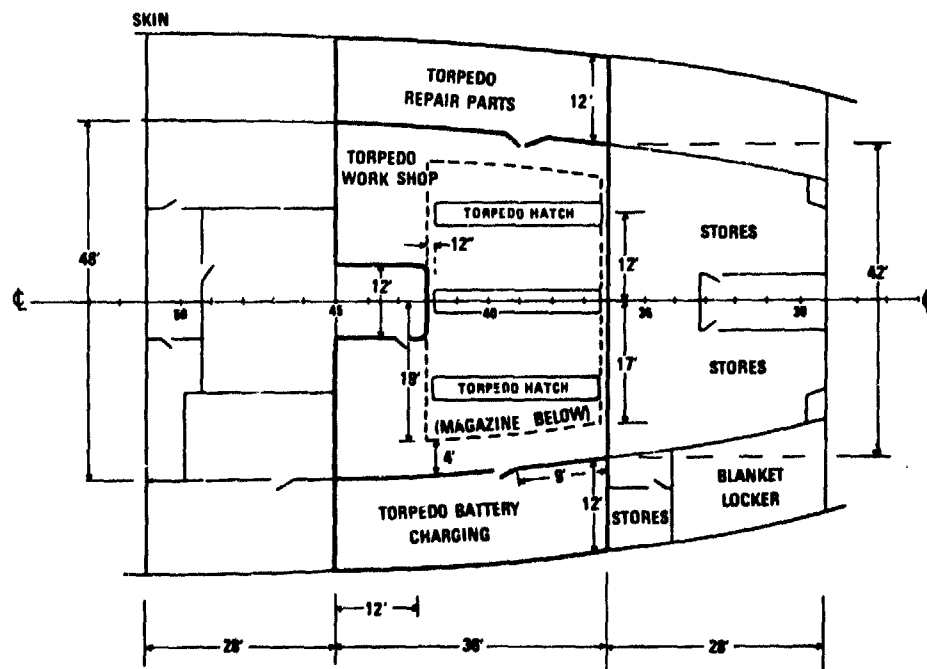 SKIN
TORPEDO
REPAIR PARTS
12'
TORPEDO
WORK SHOP
TORPEDO HATCH
12"
STORES
48'
12'
12'
42'
℄
50
45
40
35
30
17'
19'
TORPEDO HATCH
STORES
(MAGAZINE BELOW)
4'
9'
12'
BLANKET
LOCKER
TORPEDO BATTERY
CHARGING
STORES
12'
28'
36'
28'